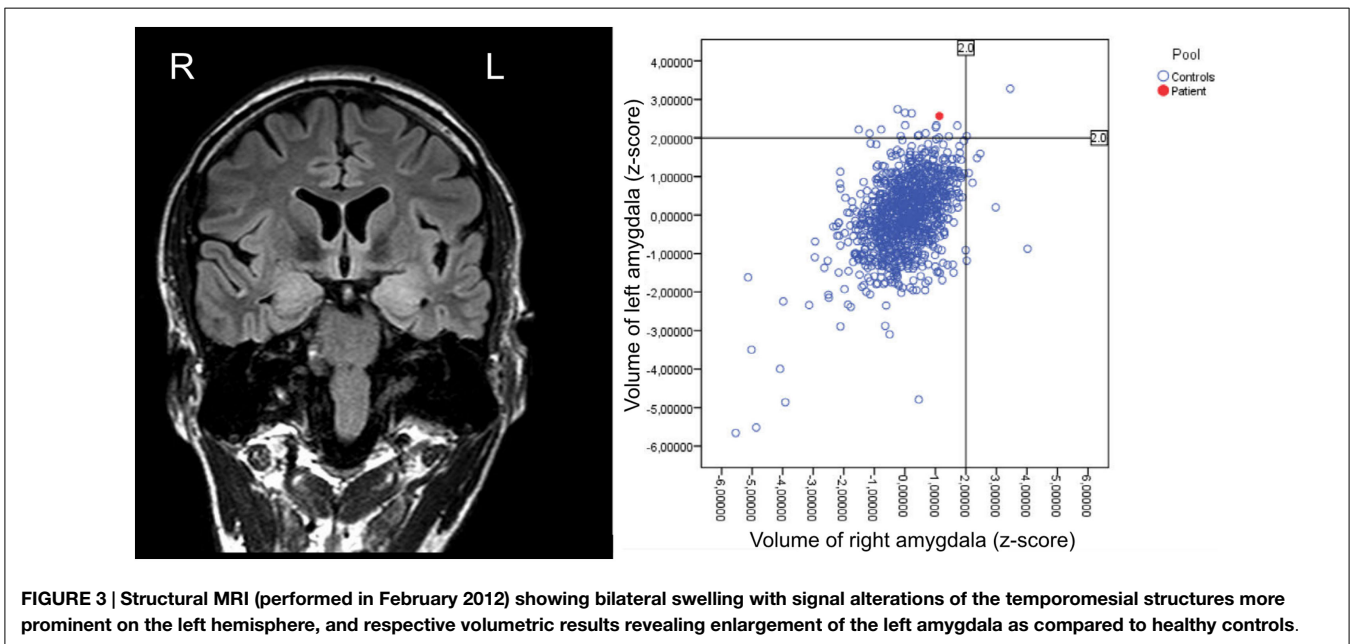 R
L
2.0
2.0
Pool
Controls
Patient
Volume of left amygdala (z-score)
4,00000
3,00000
2,00000
1,00000
0,00000
-1,00000
-2,00000
-3,00000
-4,00000
-5,00000
-6,00000
-6,00000
-5,00000
-4,00000
-3,00000
-2,00000
-1,00000
0,00000
1,00000
2,00000
3,00000
4,00000
5,00000
6,00000
Volume of right amygdala (z-score)
FIGURE 3 | Structural MRI (performed in February 2012) showing bilateral swelling with signal alterations of the temporomesial structures more
prominent on the left hemisphere, and respective volumetric results revealing enlargement of the left amygdala as compared to healthy controls.